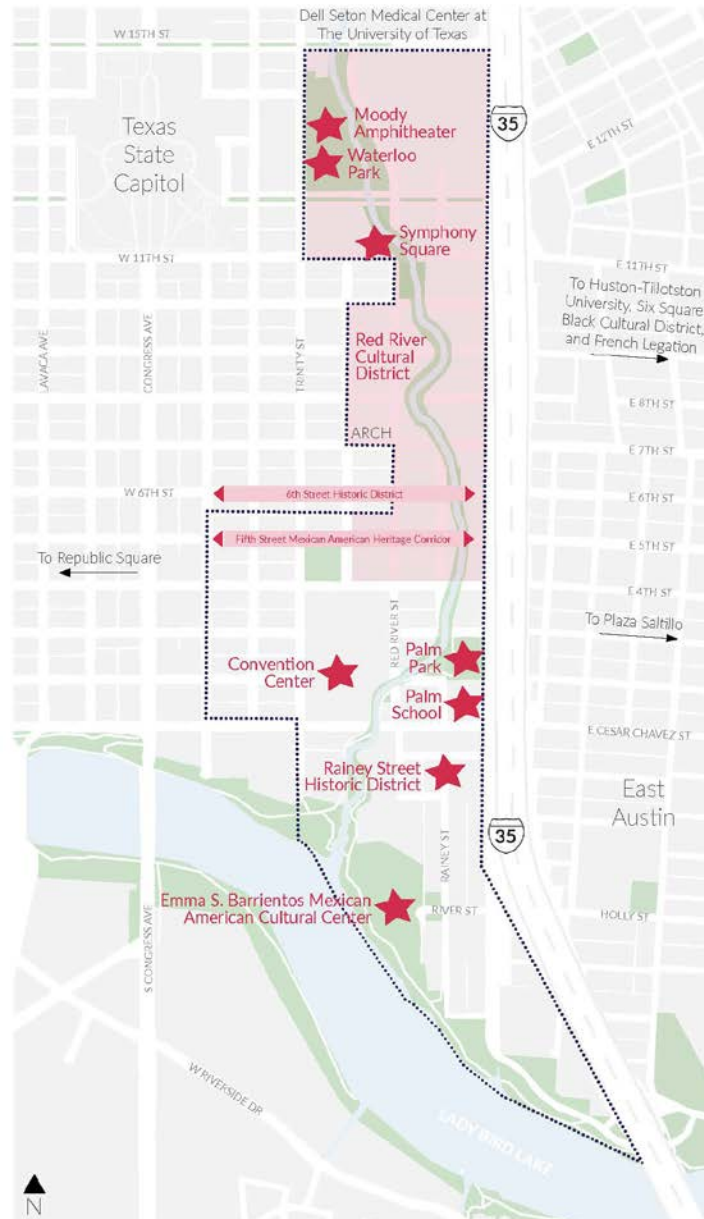 Dell Seton Medical Center at
The University of Texas
W 15TH ST
35
Moody
Amphitheater
Waterloo
Park
Texas
State
Capitol
E 12TH ST
Symphony
Square
W 11TH ST
E 11TH ST
To Huston-Tillotston
University, Six Square
Black Cultural District,
and French Legation
LAVACA AVE
CONGRESS AVE
TRINITY ST
Red River
Cultural
District
E 8TH ST
ARCH
E 7TH ST
W 6TH ST
6th Street Historic District
E 6TH ST
Fifth Street Mexican American Heritage Corridor
E 5TH ST
To Republic Square
E 4TH ST
RED RIVER ST
To Plaza Saltillo
Convention
Center
Palm
Park
Palm
School
E CESAR CHAVEZ ST
Rainey Street
Historic District
East
Austin
35
RAINEY ST
Emma S. Barrientos Mexican
American Cultural Center
RIVER ST
HOLLY ST
S CONGRESS AVE
W RIVERSIDE DR
LADY BIRD LAKE
N